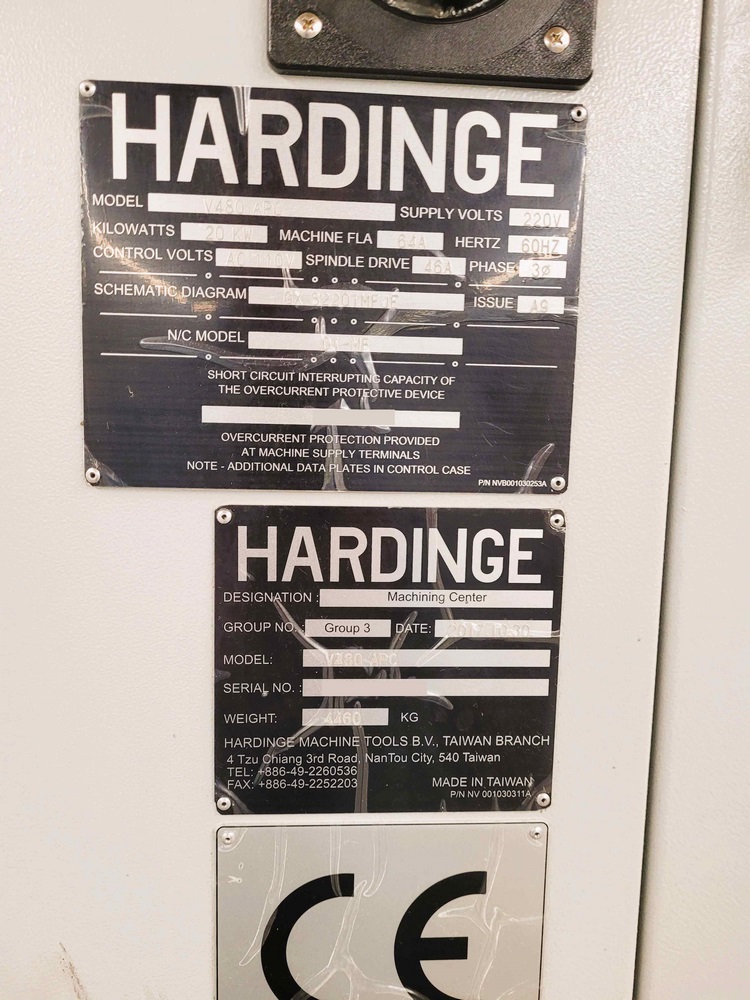 HARDINGE
MODEL V480 APC SUPPLY VOLTS 220V
KILOWATTS 20 KW MACHINE FLA 64A HERTZ 60HZ
CONTROL VOLTS AC 110V SPINDLE DRIVE 46A PHASE 3ø
SCHEMATIC DIAGRAM ISSUE A9
N/C MODEL
SHORT CIRCUIT INTERRUPTING CAPACITY OF
THE OVERCURRENT PROTECTIVE DEVICE
OVERCURRENT PROTECTION PROVIDED
AT MACHINE SUPPLY TERMINALS
NOTE - ADDITIONAL DATA PLATES IN CONTROL CASE
P/N NVB001030253A
HARDINGE
DESIGNATION : Machining Center
GROUP NO. : Group 3 DATE:
MODEL: V480 APC
SERIAL NO. :
WEIGHT: 4460 KG
HARDINGE MACHINE TOOLS B.V., TAIWAN BRANCH
4 Tzu Chiang 3rd Road, NanTou City, 540 Taiwan
TEL: +886-49-2260536
FAX: +886-49-2252203 MADE IN TAIWAN
P/N NV 001030311A
CE